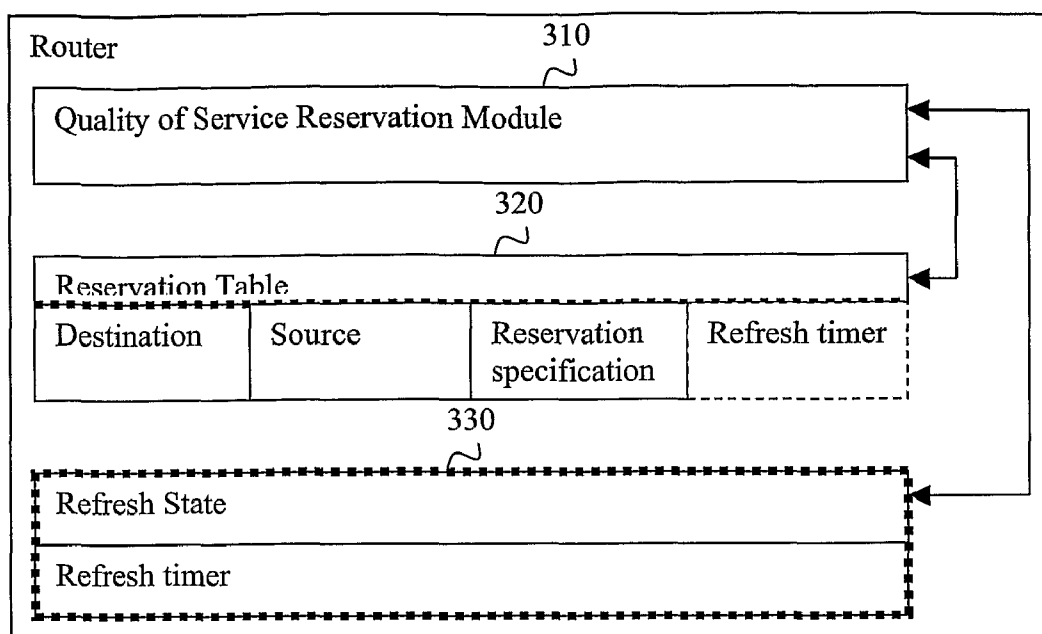 310
Router
Quality of Service Reservation Module
320
Reservation Table
Destination
Source
Reservation
specification
Refresh timer
330
Refresh State
Refresh timer